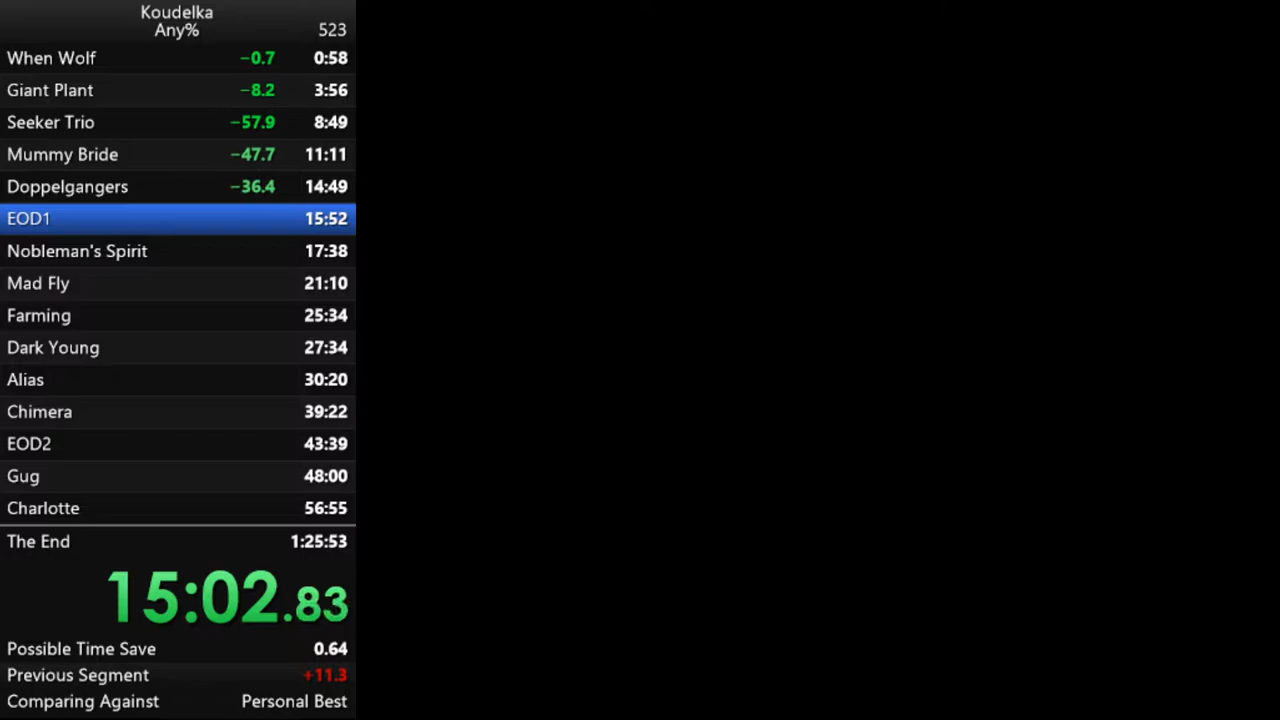 Koudelka
Any% 523
When Wolf −0.7 0:58
Giant Plant −8.2 3:56
Seeker Trio −57.9 8:49
Mummy Bride −47.7 11:11
Doppelgangers −36.4 14:49
EOD1 15:52
Nobleman's Spirit 17:38
Mad Fly 21:10
Farming 25:34
Dark Young 27:34
Alias 30:20
Chimera 39:22
EOD2 43:39
Gug 48:00
Charlotte 56:55
The End 1:25:53
15:02.83
Possible Time Save 0.64
Previous Segment +11.3
Comparing Against Personal Best